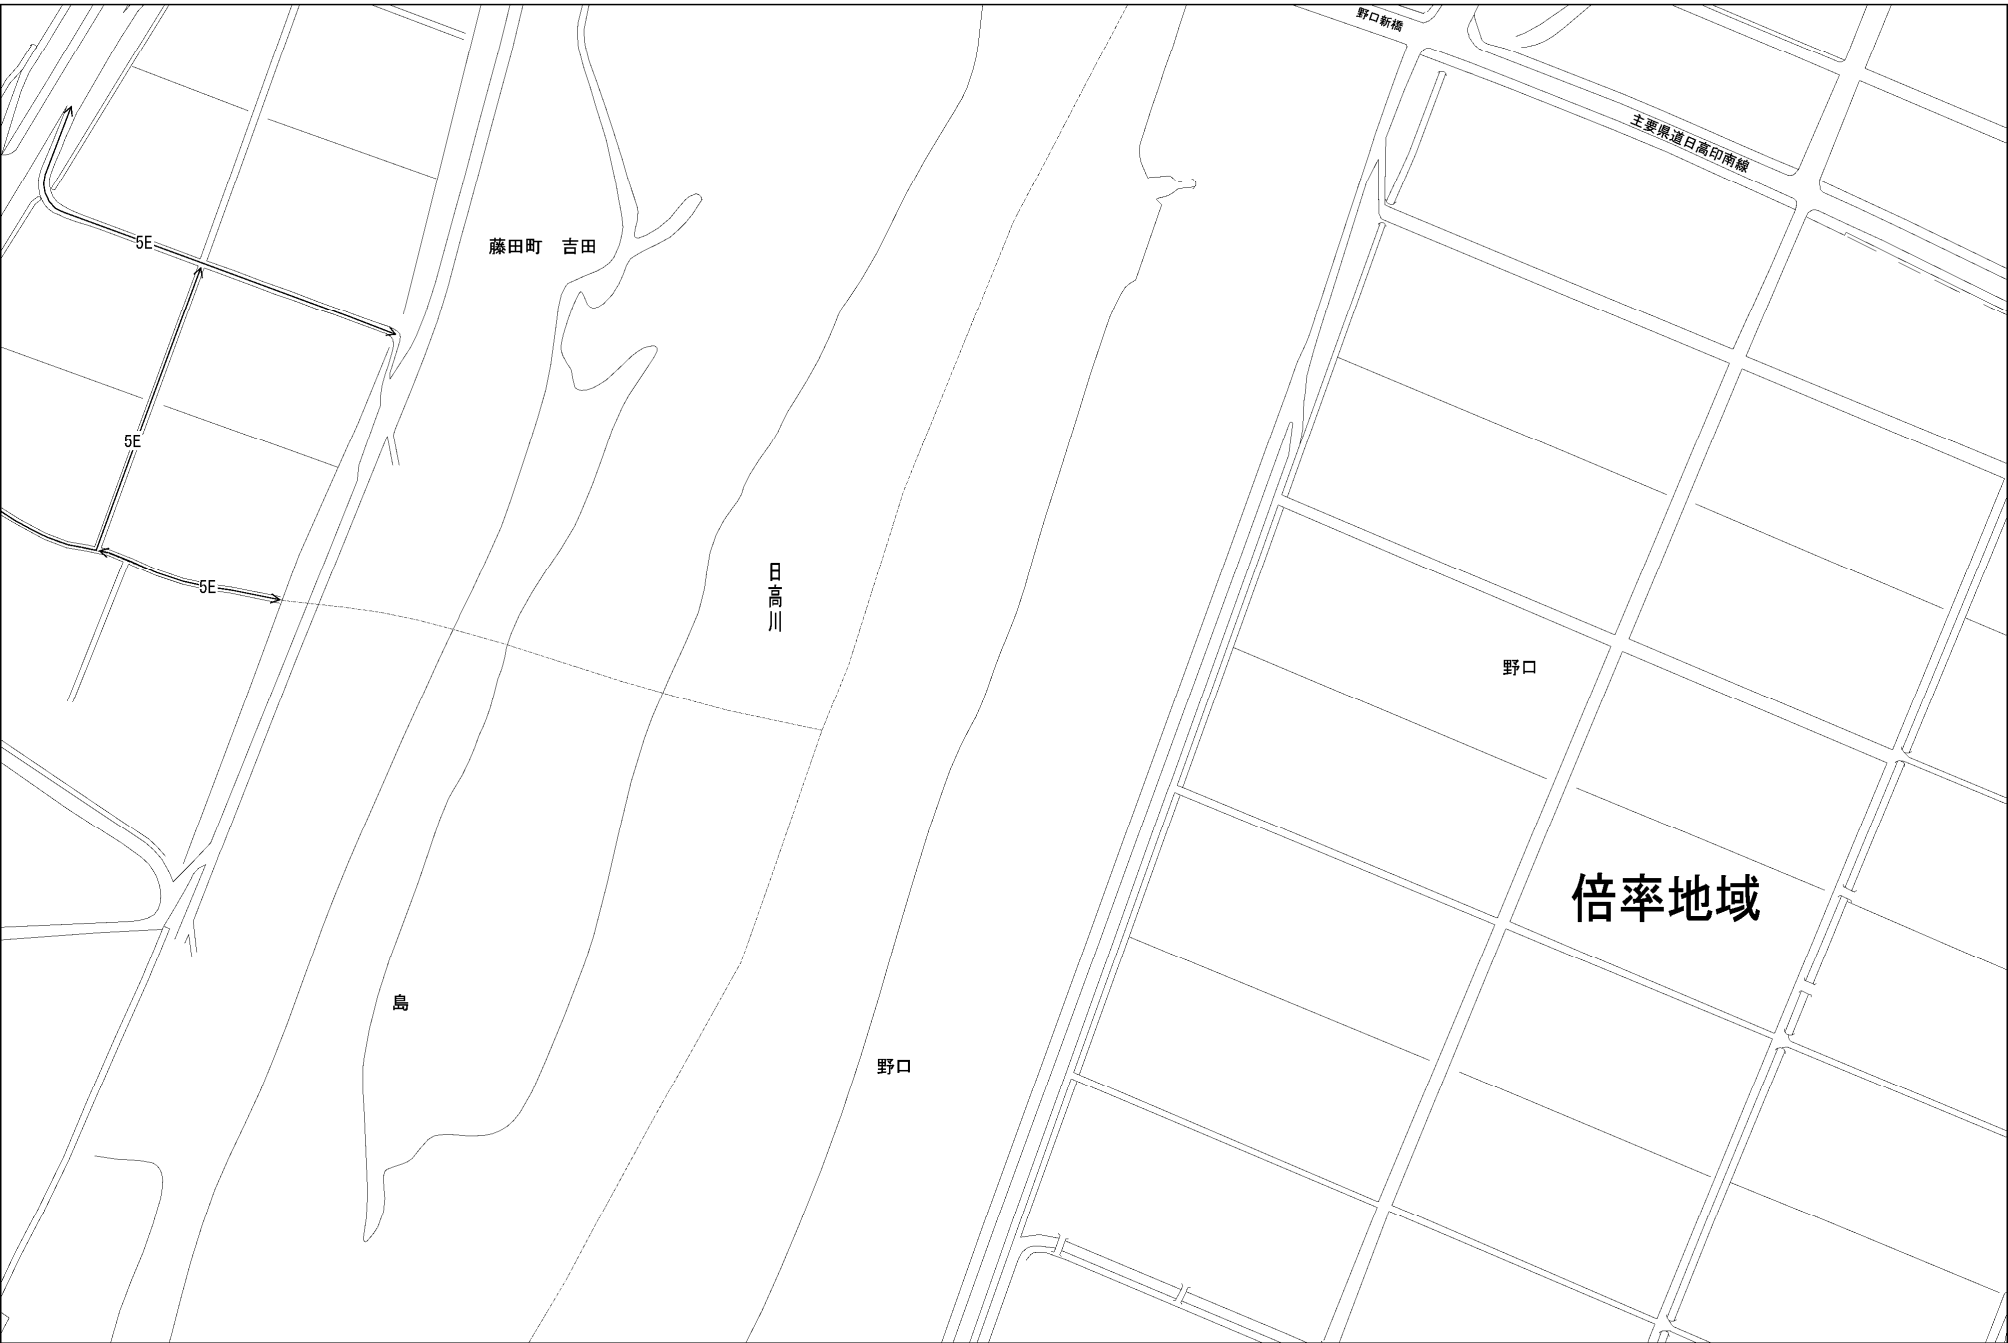 野口新橋
主要県道日高印南線
5E
藤田町　吉田
5E
日高川
5E
野口
倍率地域
島
野口